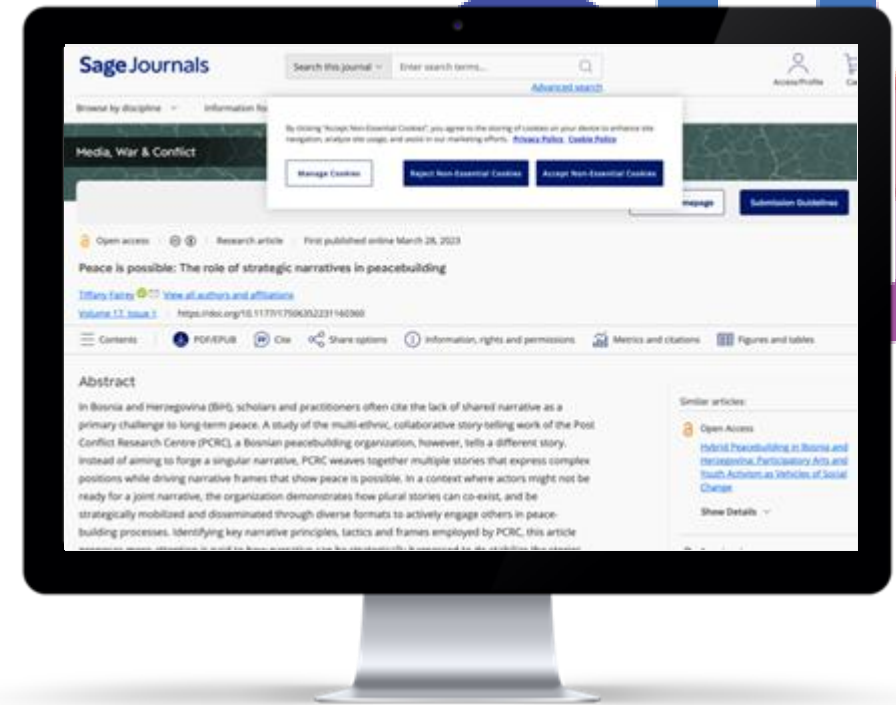 Sage Journals
Search this journal Enter search terms...
Advanced search
Access/Profile
Browse by discipline Information
By clicking "Accept Non-Essential Cookies", you agree to the storing of cookies on your device to enhance site
navigation, analyze site usage, and assist in our marketing efforts. Privacy Policy Cookie Policy
Manage Cookies Reject Non-Essential Cookies Accept Non-Essential Cookies
Media, War & Conflict
Submission Guidelines
Open access Research article First published online March 28, 2023
Peace is possible: The role of strategic narratives in peacebuilding
Tiffany Fairey View all authors and affiliations
Volume 17, Issue 1 https://doi.org/10.1177/17506352231160360
Contents PDF/EPUB Cite Share options Information, rights and permissions Metrics and citations Figures and tables
Abstract
In Bosnia and Herzegovina (BiH), scholars and practitioners often cite the lack of shared narrative as a
primary challenge to long-term peace. A study of the multi-ethnic, collaborative story-telling work of the Post
Conflict Research Centre (PCRC), a Bosnian peacebuilding organization, however, tells a different story.
Instead of aiming to forge a singular narrative, PCRC weaves together multiple stories that express complex
positions while driving narrative frames that show peace is possible. In a context where actors might not be
ready for a joint narrative, the organization demonstrates how plural stories can co-exist, and be
strategically mobilized and disseminated through diverse formats to actively engage others in peace-
building processes. Identifying key narrative principles, tactics and frames employed by PCRC, this article
Similar articles:
Open Access
Hybrid Peacebuilding in Bosnia and
Herzegovina: Participatory Arts and
Youth Activism as Vehicles of Social
Change
Show Details